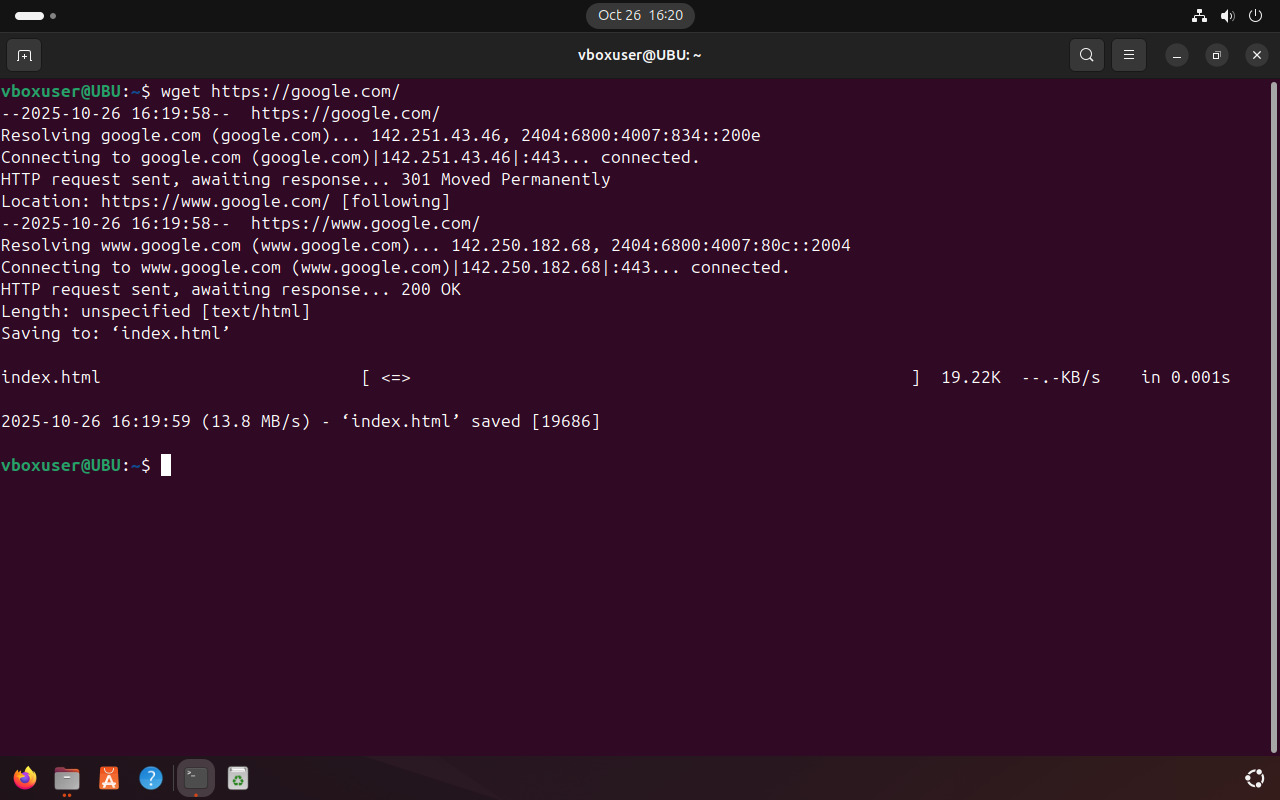 Oct 26 16:20
vboxuser@UBU: ~
vboxuser@UBU:~$ wget https://google.com/
--2025-10-26 16:19:58--  https://google.com/
Resolving google.com (google.com)... 142.251.43.46, 2404:6800:4007:834::200e
Connecting to google.com (google.com)|142.251.43.46|:443... connected.
HTTP request sent, awaiting response... 301 Moved Permanently
Location: https://www.google.com/ [following]
--2025-10-26 16:19:58--  https://www.google.com/
Resolving www.google.com (www.google.com)... 142.250.182.68, 2404:6800:4007:80c::2004
Connecting to www.google.com (www.google.com)|142.250.182.68|:443... connected.
HTTP request sent, awaiting response... 200 OK
Length: unspecified [text/html]
Saving to: ‘index.html’
index.html                          [ <=>                                                  ]  19.22K  --.-KB/s    in 0.001s
2025-10-26 16:19:59 (13.8 MB/s) - ‘index.html’ saved [19686]
vboxuser@UBU:~$